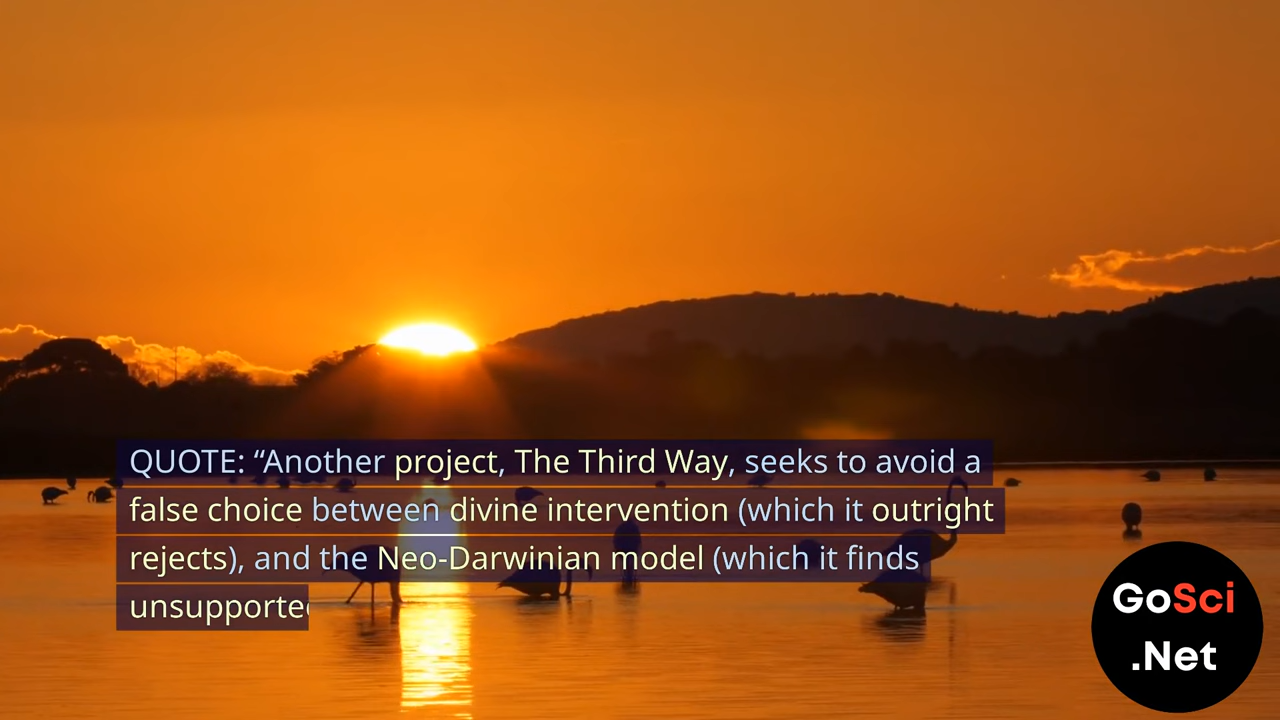 QUOTE: “Another project, The Third Way, seeks to avoid a
false choice between divine intervention (which it outright
rejects), and the Neo-Darwinian model (which it finds
unsupported
GoSci
.Net